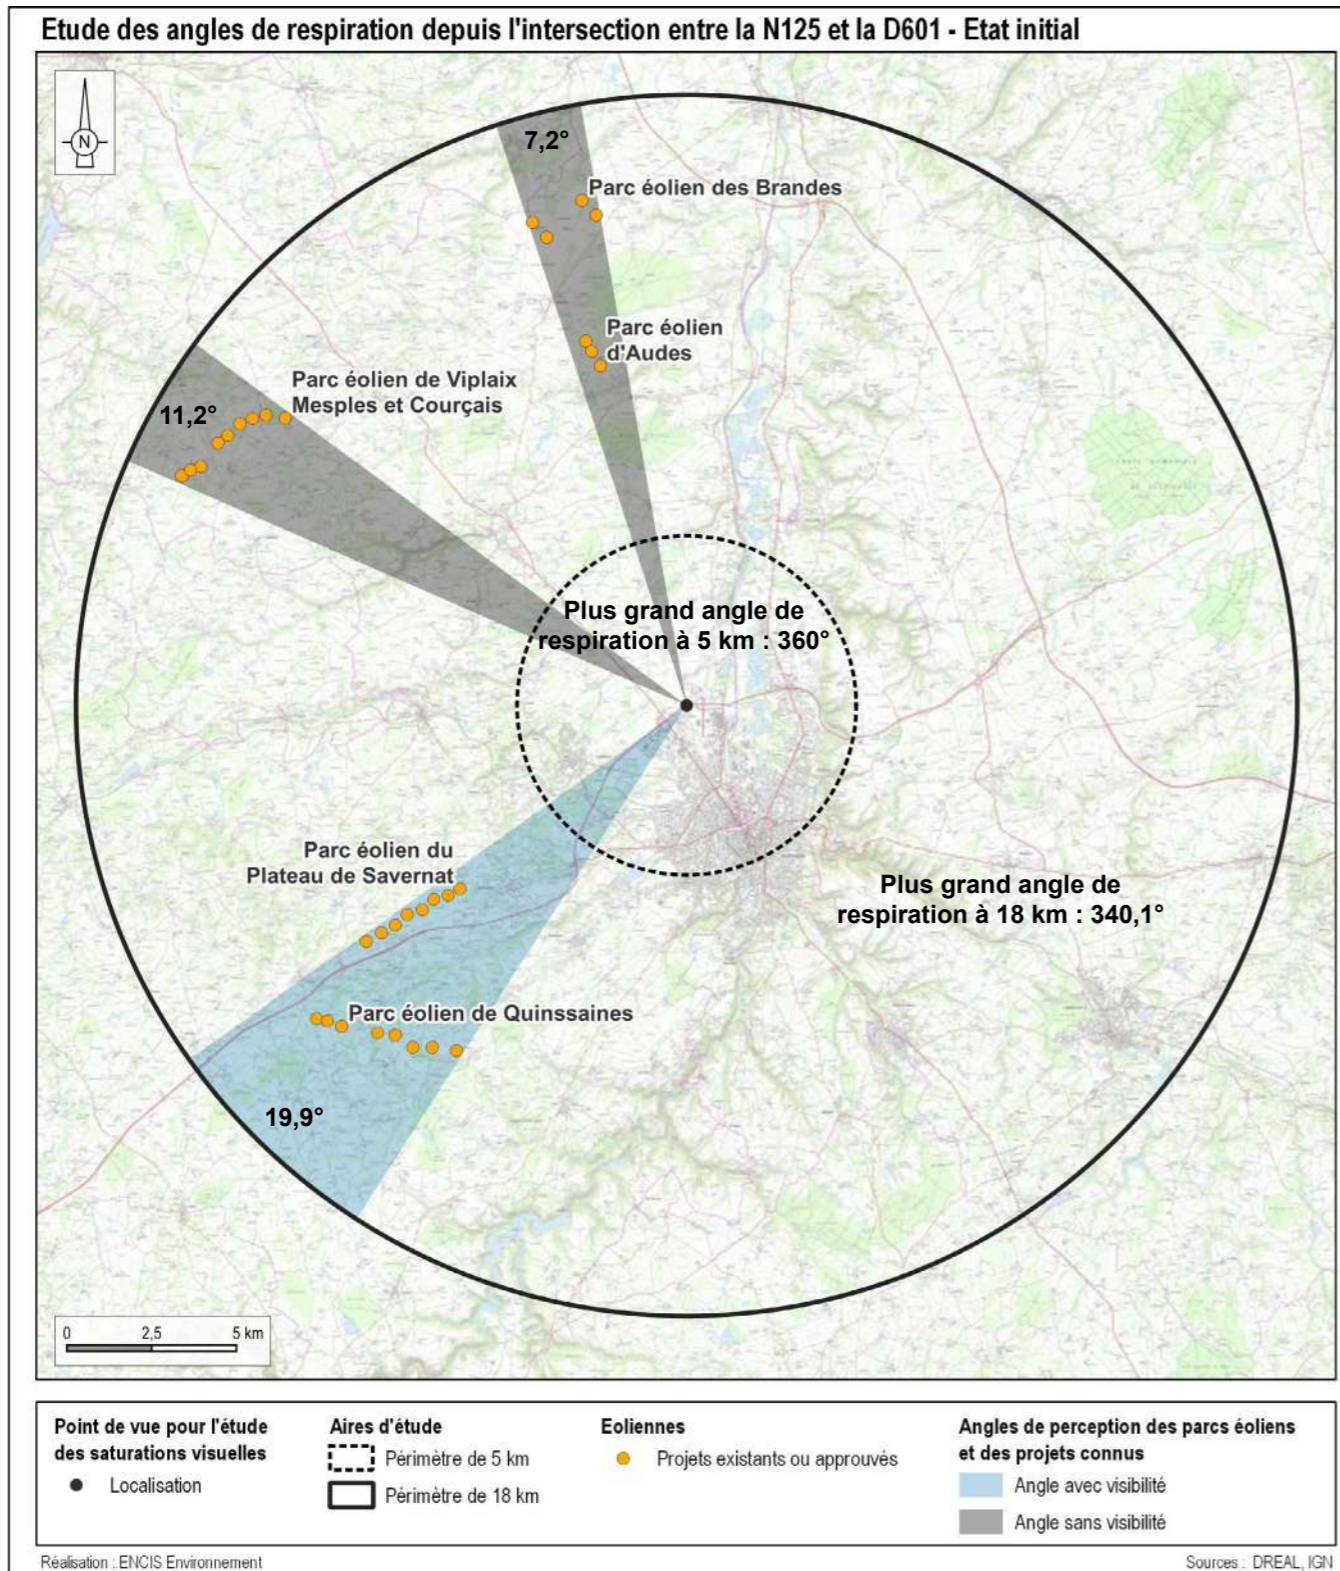 Etude des angles de respiration depuis l'intersection entre la N125 et la D601 - Etat initial
N
7,2°
Parc éolien des Brandes
Parc éolien
d'Audes
Parc éolien de Viplaix
Mesples et Courçais
11,2°
Plus grand angle de
respiration à 5 km : 360°
Parc éolien du
Plateau de Savernat
Plus grand angle de
respiration à 18 km : 340,1°
Parc éolien de Quinssaines
19,9°
0 2,5 5 km
Point de vue pour l'étude
des saturations visuelles
Localisation
Aires d'étude
Périmètre de 5 km
Périmètre de 18 km
Eoliennes
Projets existants ou approuvés
Angles de perception des parcs éoliens
et des projets connus
Angle avec visibilité
Angle sans visibilité
Réalisation : ENCIS Environnement
Sources : DREAL, IGN